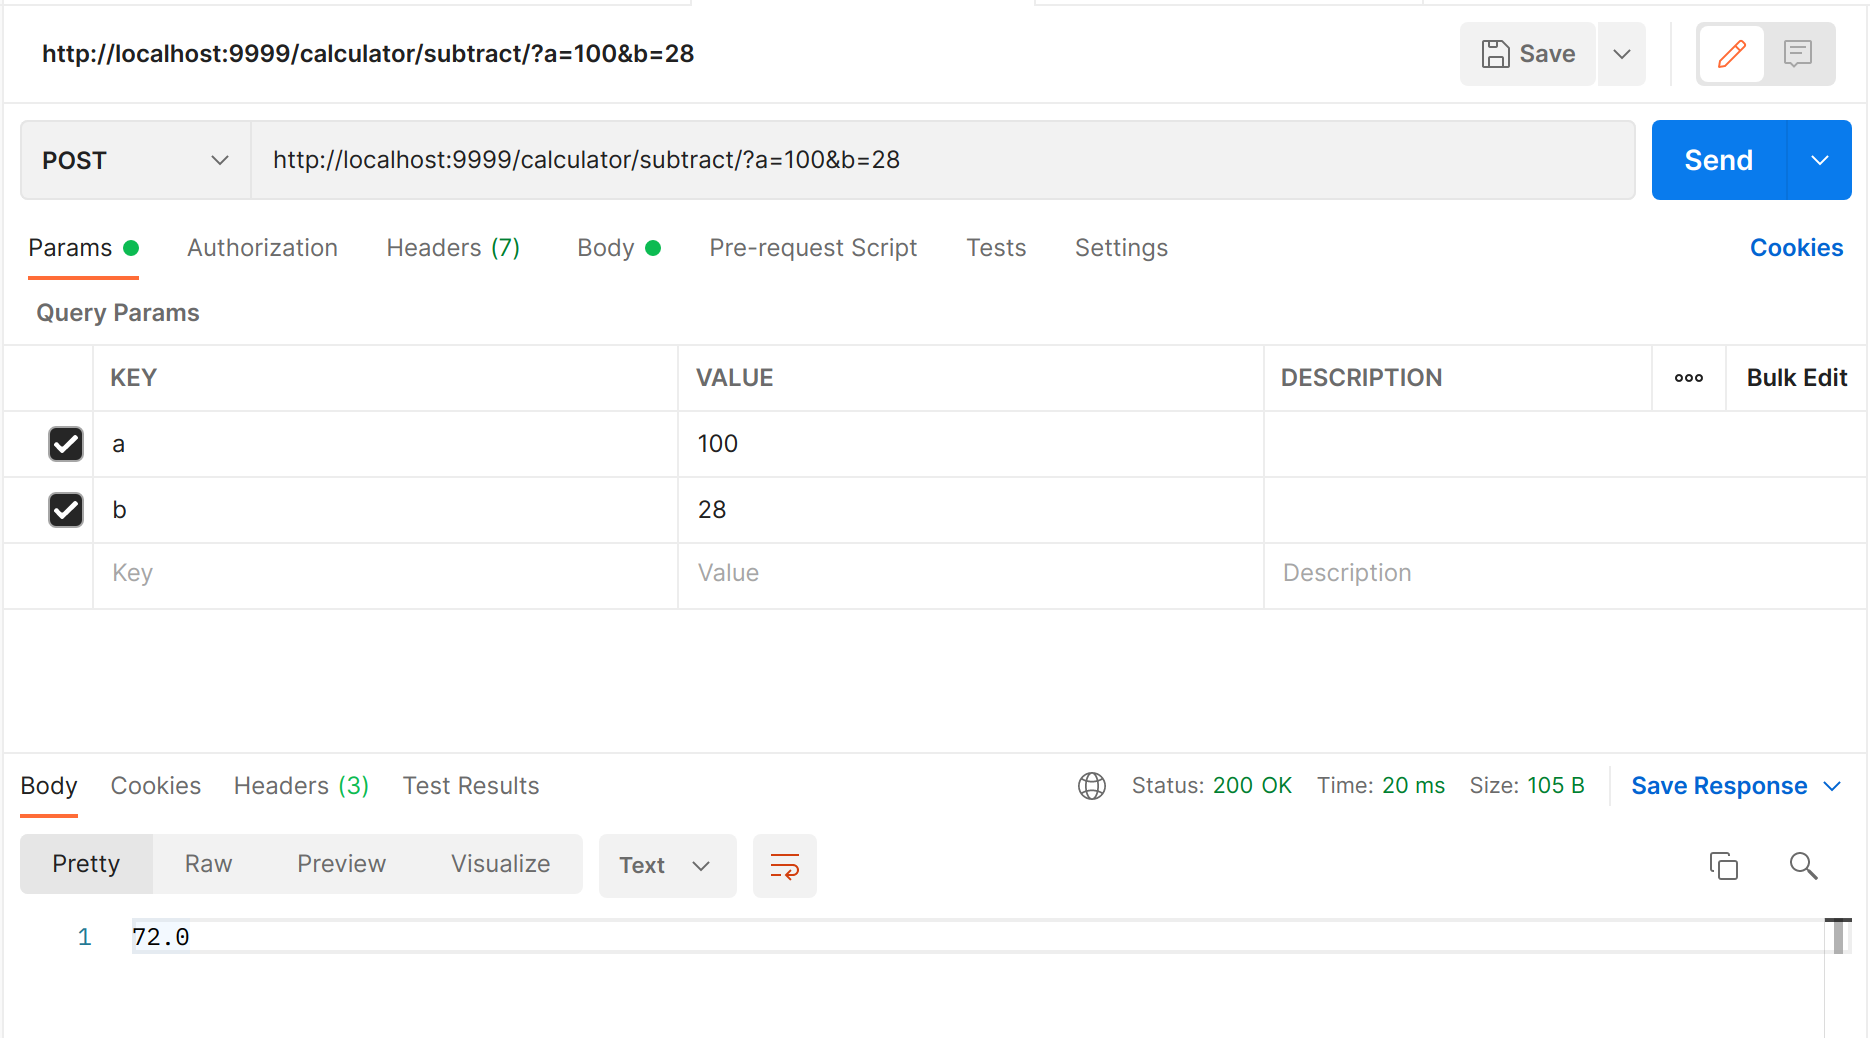 http://localhost:9999/calculator/subtract/?a=100&b=28
Save
POST
http://localhost:9999/calculator/subtract/?a=100&b=28
Send
Params Authorization Headers (7) Body Pre-request Script Tests Settings Cookies
Query Params
KEY VALUE DESCRIPTION Bulk Edit
a 100
b 28
Key Value Description
Body Cookies Headers (3) Test Results Status: 200 OK Time: 20 ms Size: 105 B Save Response
Pretty Raw Preview Visualize Text
1 72.0